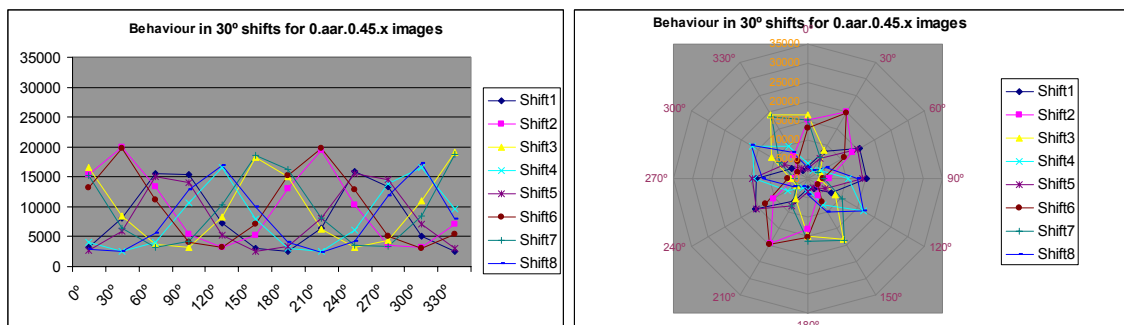 Behaviour in 30º shifts for 0.aar.0.45.x images
35000
30000
25000
20000
15000
10000
5000
0
0º
30º
60º
90º
120º
150º
180º
210º
240º
270º
300º
330º
Shift1
Shift2
Shift3
Shift4
Shift5
Shift6
Shift7
Shift8
Behaviour in 30º shifts for 0.aar.0.45.x images
0º
30º
60º
90º
120º
150º
180º
210º
240º
270º
300º
330º
35000
30000
25000
20000
Shift1
Shift2
Shift3
Shift4
Shift5
Shift6
Shift7
Shift8